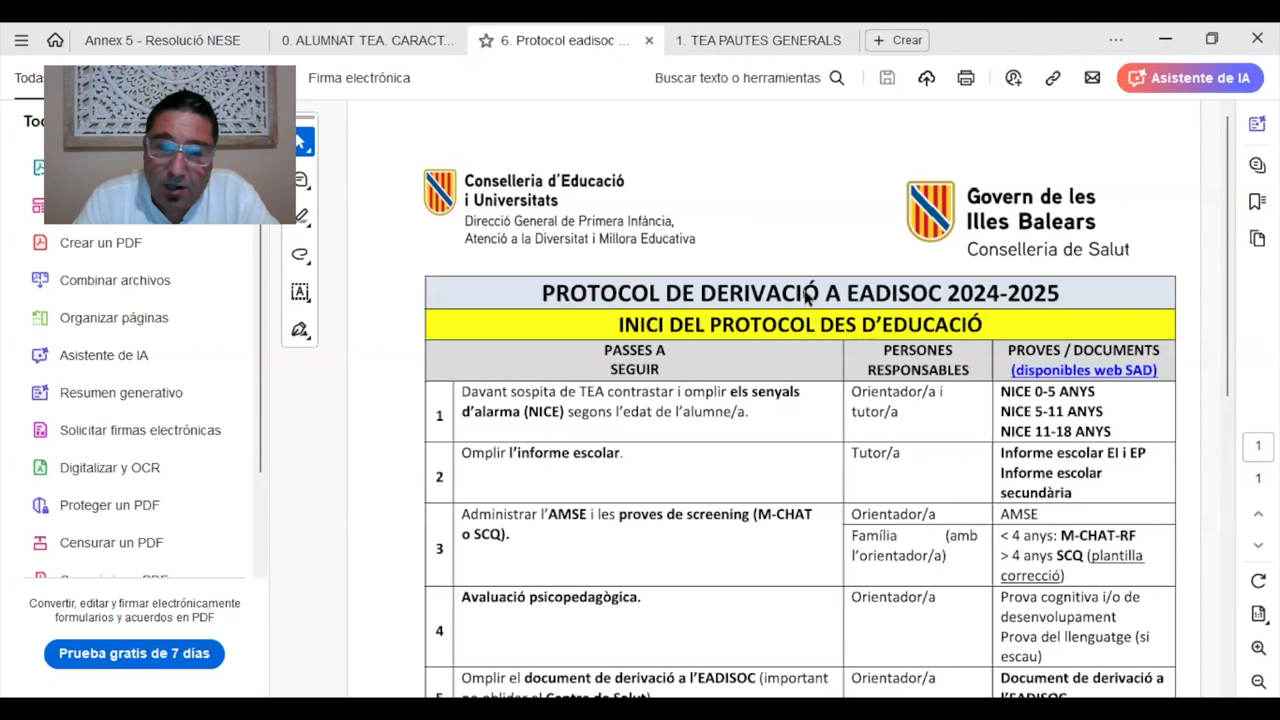 Annex 5 - Resolució NESE
0. ALUMNAT TEA. CARACT...
6. Protocol eadisoc ...
1. TEA PAUTES GENERALS
Crear
Todas
Firma electrónica
Buscar texto o herramientas
Asistente de IA
Crear un PDF
Combinar archivos
Organizar páginas
Asistente de IA
Resumen generativo
Solicitar firmas electrónicas
Digitalizar y OCR
Proteger un PDF
Censurar un PDF
Convertir, editar y firmar electrónicamente
formularios y acuerdos en PDF
Prueba gratis de 7 días
Conselleria d'Educació
i Universitats
Direcció General de Primera Infància,
Atenció a la Diversitat i Millora Educativa
Govern de les
Illes Balears
Conselleria de Salut
PROTOCOL DE DERIVACIÓ A EADISOC 2024-2025
INICI DEL PROTOCOL DES D'EDUCACIÓ
PASSES A
SEGUIR
PERSONES
RESPONSABLES
PROVES / DOCUMENTS
(disponibles web SAD)
1
Davant sospita de TEA contrastar i omplir els senyals
d'alarma (NICE) segons l'edat de l'alumne/a.
Orientador/a i
tutor/a
NICE 0-5 ANYS
NICE 5-11 ANYS
NICE 11-18 ANYS
2
Omplir l'informe escolar.
Tutor/a
Informe escolar EI i EP
Informe escolar
secundària
3
Administrar l'AMSE i les proves de screening (M-CHAT
o SCQ).
Orientador/a
AMSE
Família (amb
l'orientador/a)
< 4 anys: M-CHAT-RF
> 4 anys SCQ (plantilla
correcció)
4
Avaluació psicopedagògica.
Orientador/a
Prova cognitiva i/o de
desenvolupament
Prova del llenguatge (si
escau)
5
Omplir el document de derivació a l'EADISOC (important
no oblidar el Centre de Salut)
Orientador/a
Document de derivació a
l'EADISOC
1
1